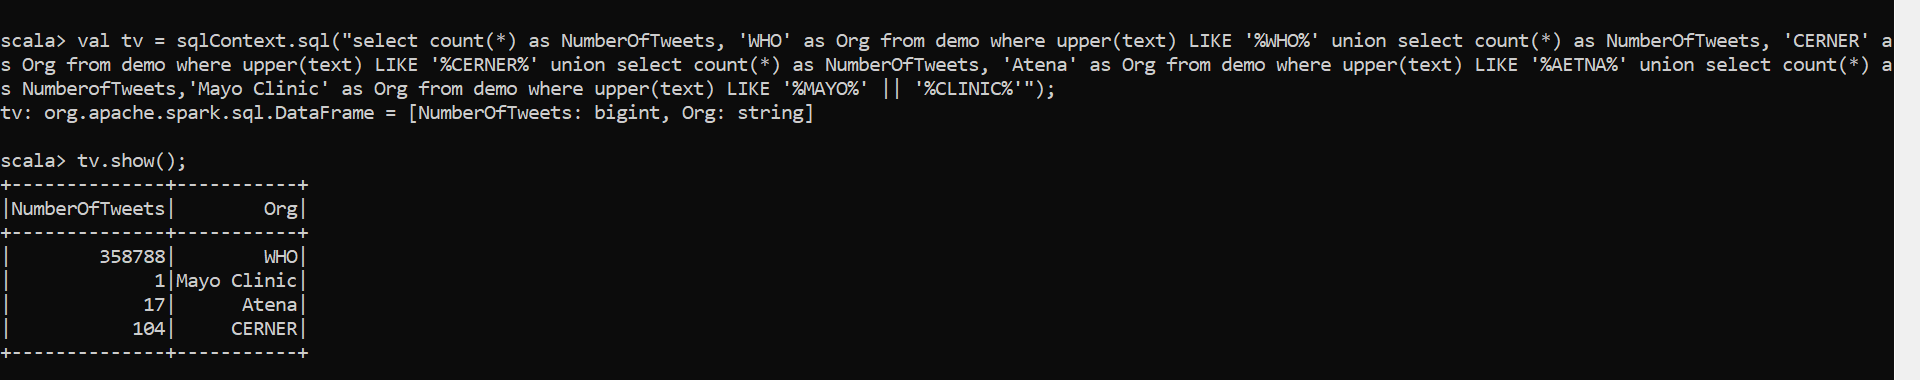 scala> val tv = sqlContext.sql("select count(*) as NumberOfTweets, 'WHO' as Org from demo where upper(text) LIKE '%WHO%' union select count(*) as NumberOfTweets, 'CERNER' a
s Org from demo where upper(text) LIKE '%CERNER%' union select count(*) as NumberOfTweets, 'Atena' as Org from demo where upper(text) LIKE '%AETNA%' union select count(*) a
s NumberofTweets,'Mayo Clinic' as Org from demo where upper(text) LIKE '%MAYO%' || '%CLINIC%'");
tv: org.apache.spark.sql.DataFrame = [NumberOfTweets: bigint, Org: string]
scala> tv.show();
+--------------+-----------+
|NumberOfTweets|        Org|
+--------------+-----------+
|        358788|        WHO|
|             1|Mayo Clinic|
|            17|      Atena|
|           104|     CERNER|
+--------------+-----------+